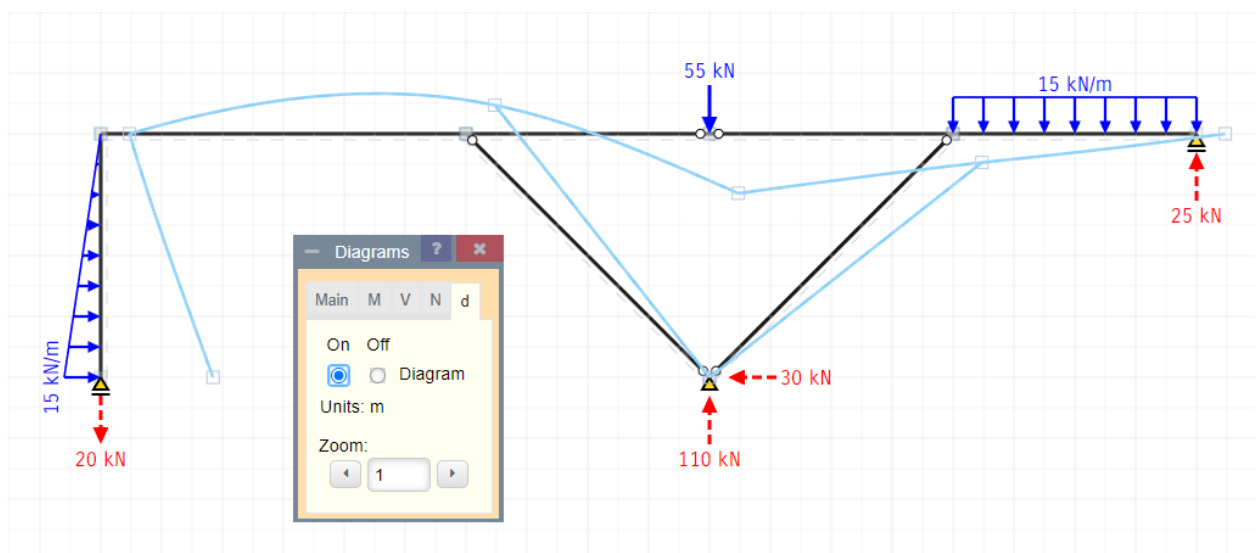 55 kN
15 kN/m
25 kN
Diagrams ?
Main M V N d
On Off
Diagram
Units: m
Zoom:
1
15 kN/m
30 kN
20 kN
110 kN